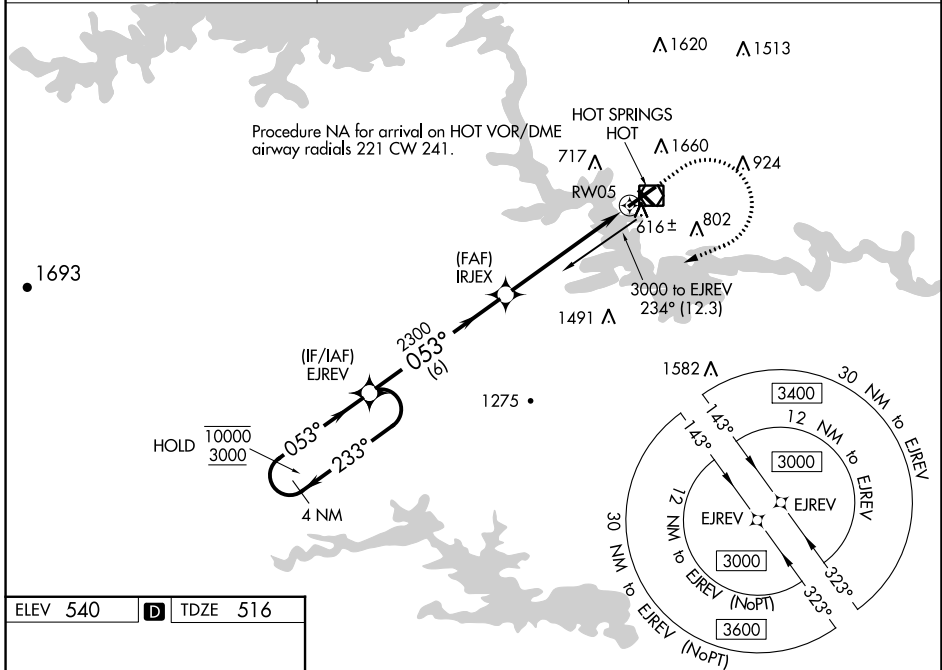 1620
1513
HOT SPRINGS
HOT
Procedure NA for arrival on HOT VOR/DME
airway radials 221 CW 241.
717
1660
924
RW05
616±
802
1693
(FAF)
IRJEX
3000 to EJREV
234° (12.3)
1491
2300
053°
(6)
(IF/IAF)
EJREV
1275
1582
HOLD
10000
3000
053°
233°
4 NM
30 NM to EJREV
3400
143°
12 NM to EJREV
3000
EJREV
323°
143°
12 NM to EJREV (NoPT)
EJREV
3000
323°
30 NM to EJREV (NoPT)
3600
ELEV 540
D
TDZE 516